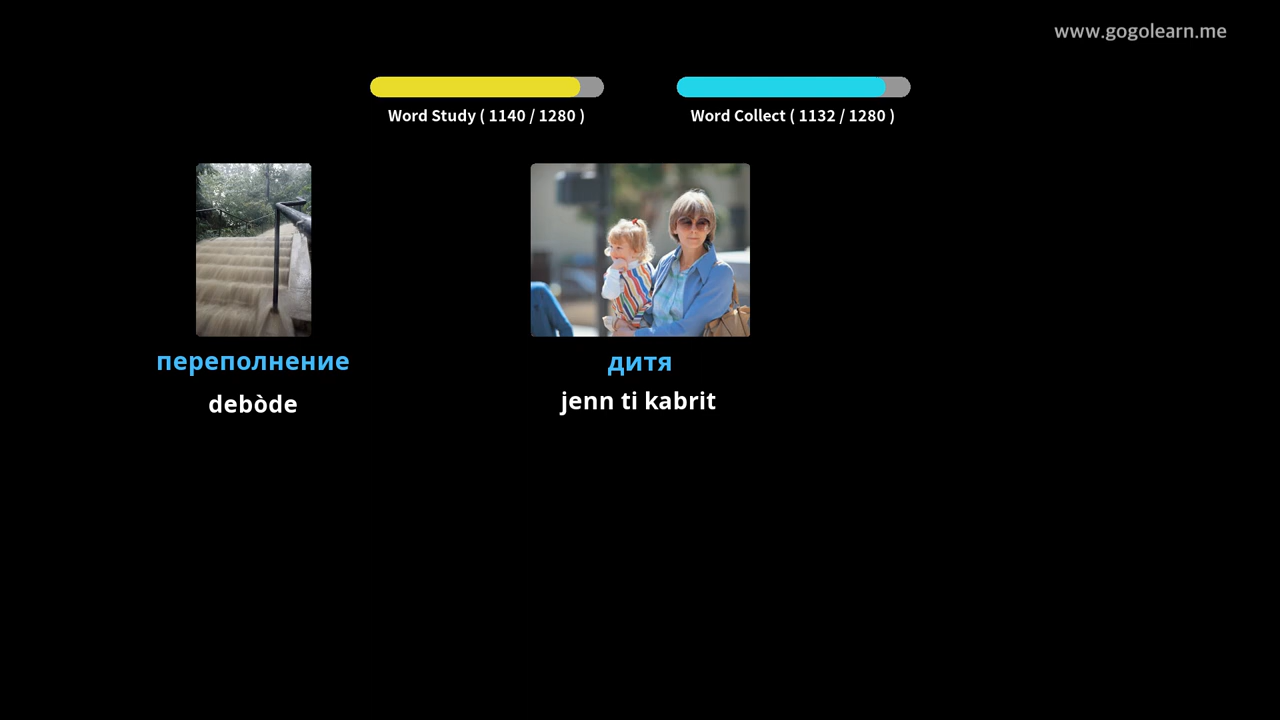 www.gogolearn.me
Word Study ( 1140 / 1280 )
Word Collect ( 1132 / 1280 )
переполнение
debòde
дитя
jenn ti kabrit